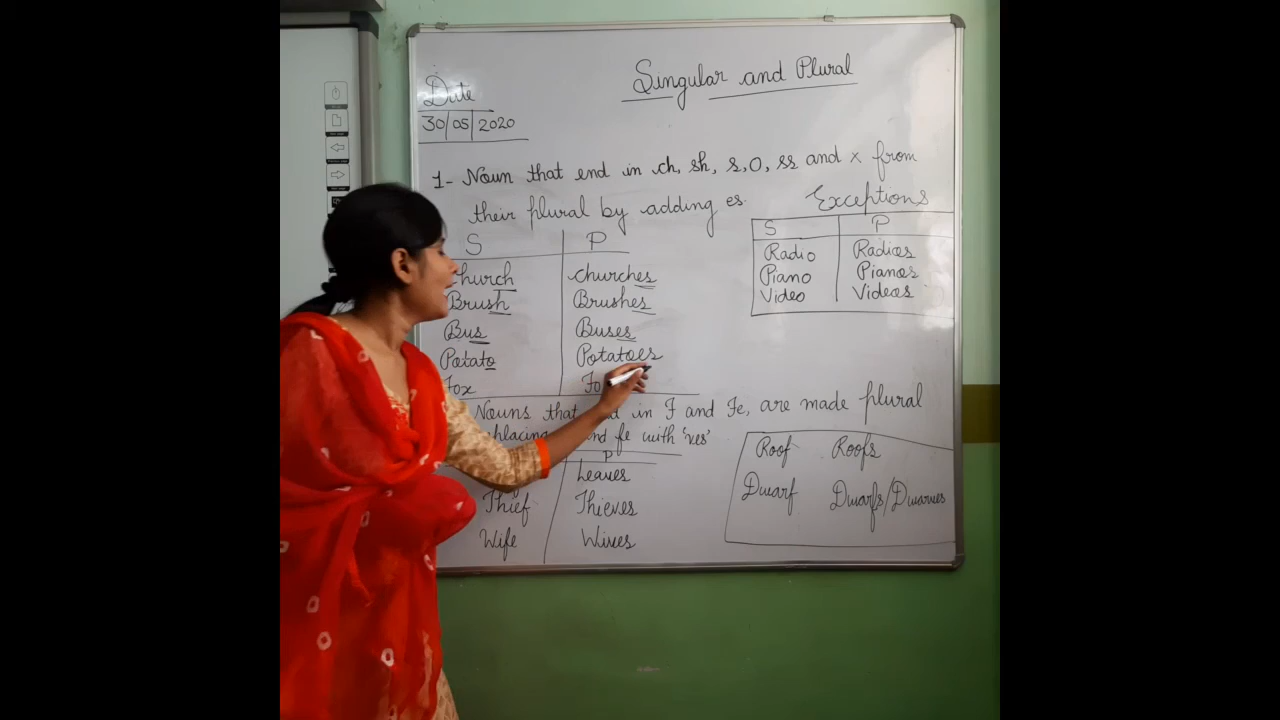 Singular and Plural
Date
30/05/2020
1- Noun that end in ch, sh, s, O, ss and x from
their plural by adding es.
S P
Church Churches
Brush Brushes
Bus Buses
Potato Potatoes
Fox
Exceptions
S P
Radio Radios
Piano Pianos
Video Videos
Nouns that end in F and Fe, are made plural
and fe with 'ves'
P
Leaves
Thief Thieves
Wife Wives
Roof Roofs
Dwarf Dwarfs/Dwarves